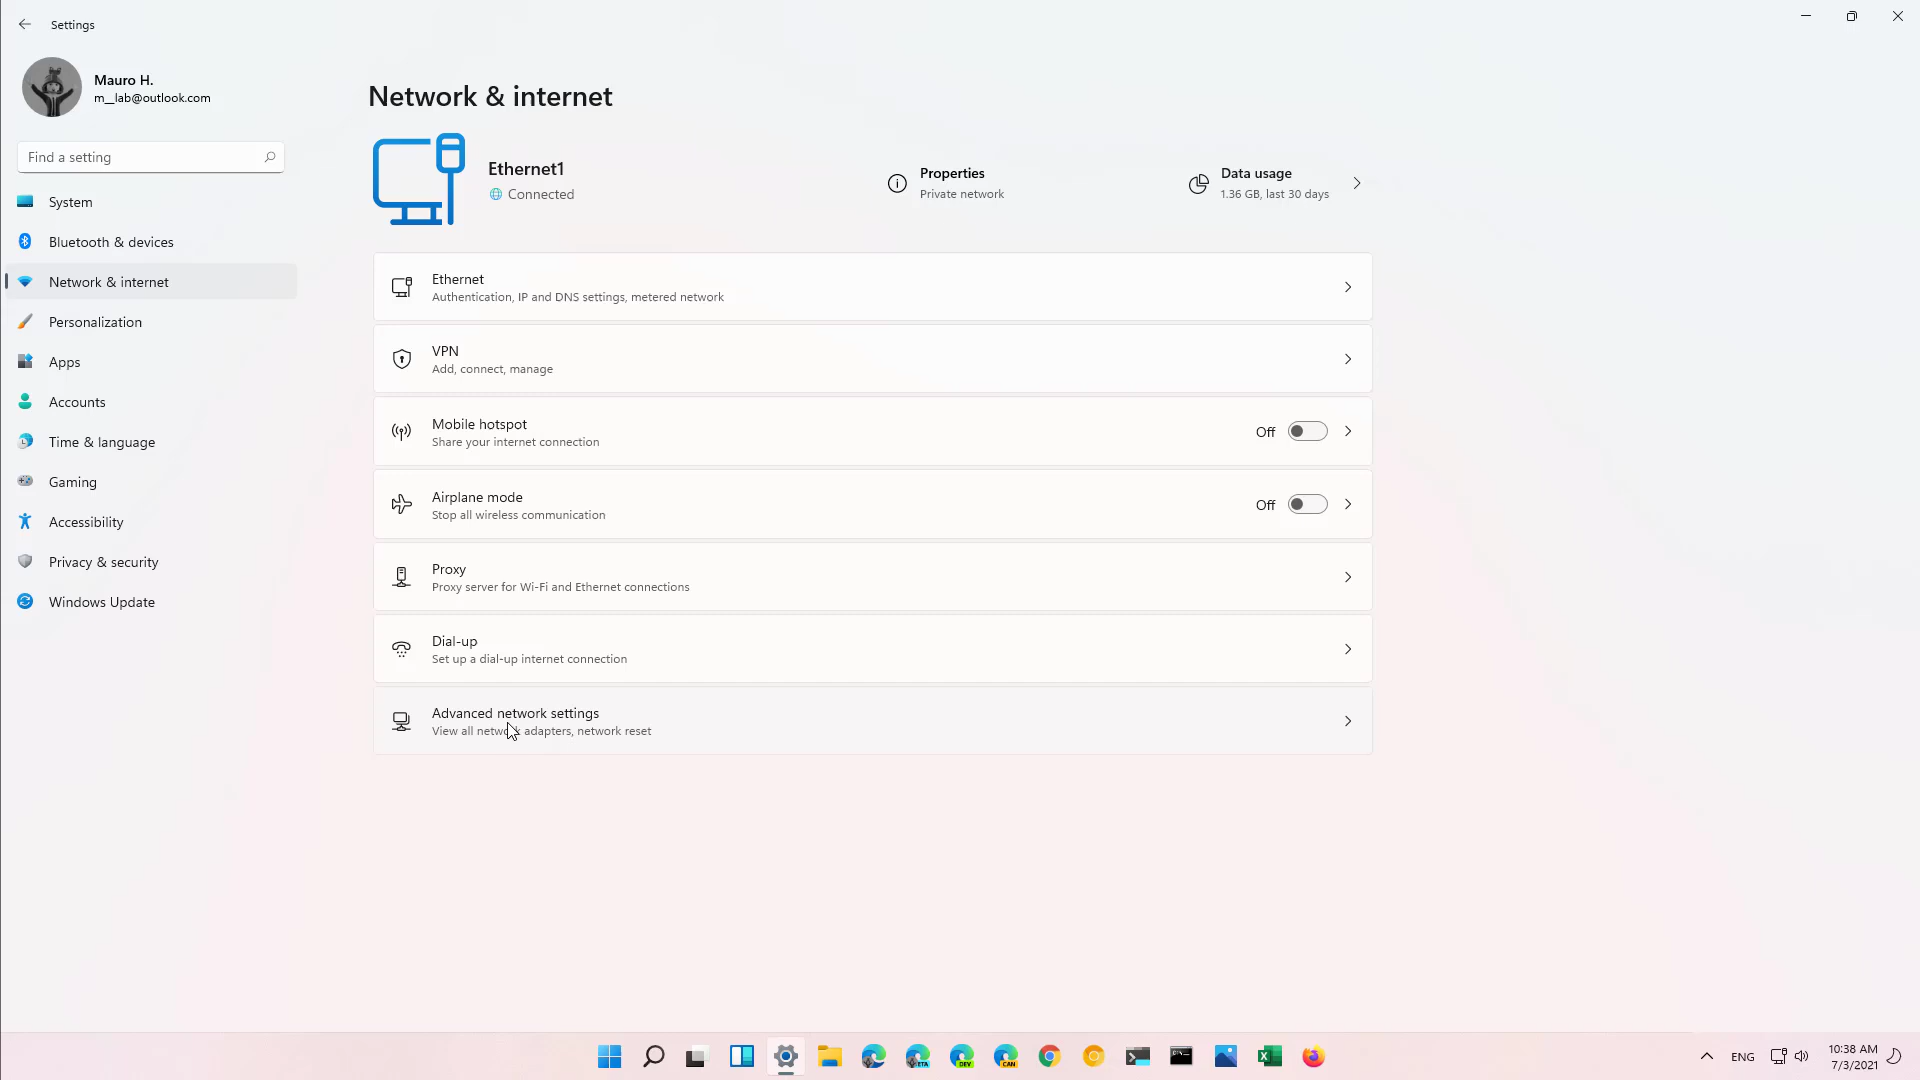 Settings
Mauro H.
m__lab@outlook.com
Find a setting
System
Bluetooth & devices
Network & internet
Personalization
Apps
Accounts
Time & language
Gaming
Accessibility
Privacy & security
Windows Update
Network & internet
Ethernet1
Connected
Properties
Private network
Data usage
1.36 GB, last 30 days
Ethernet
Authentication, IP and DNS settings, metered network
VPN
Add, connect, manage
Mobile hotspot
Share your internet connection
Off
Airplane mode
Stop all wireless communication
Off
Proxy
Proxy server for Wi-Fi and Ethernet connections
Dial-up
Set up a dial-up internet connection
Advanced network settings
View all network adapters, network reset
BETA
DEV
CAN
ENG
10:38 AM
7/3/2021